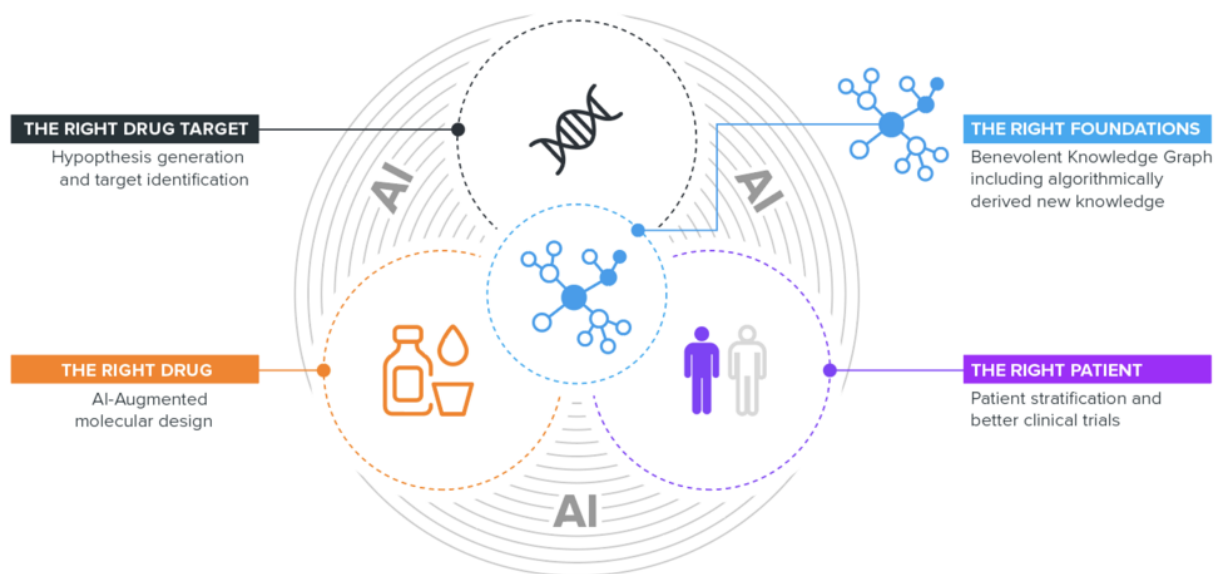 THE RIGHT DRUG TARGET
Hypopthesis generation
and target identification
AI
AI
THE RIGHT FOUNDATIONS
Benevolent Knowledge Graph
including algorithmically
derived new knowledge
THE RIGHT DRUG
AI-Augmented
molecular design
THE RIGHT PATIENT
Patient stratification and
better clinical trials
AI